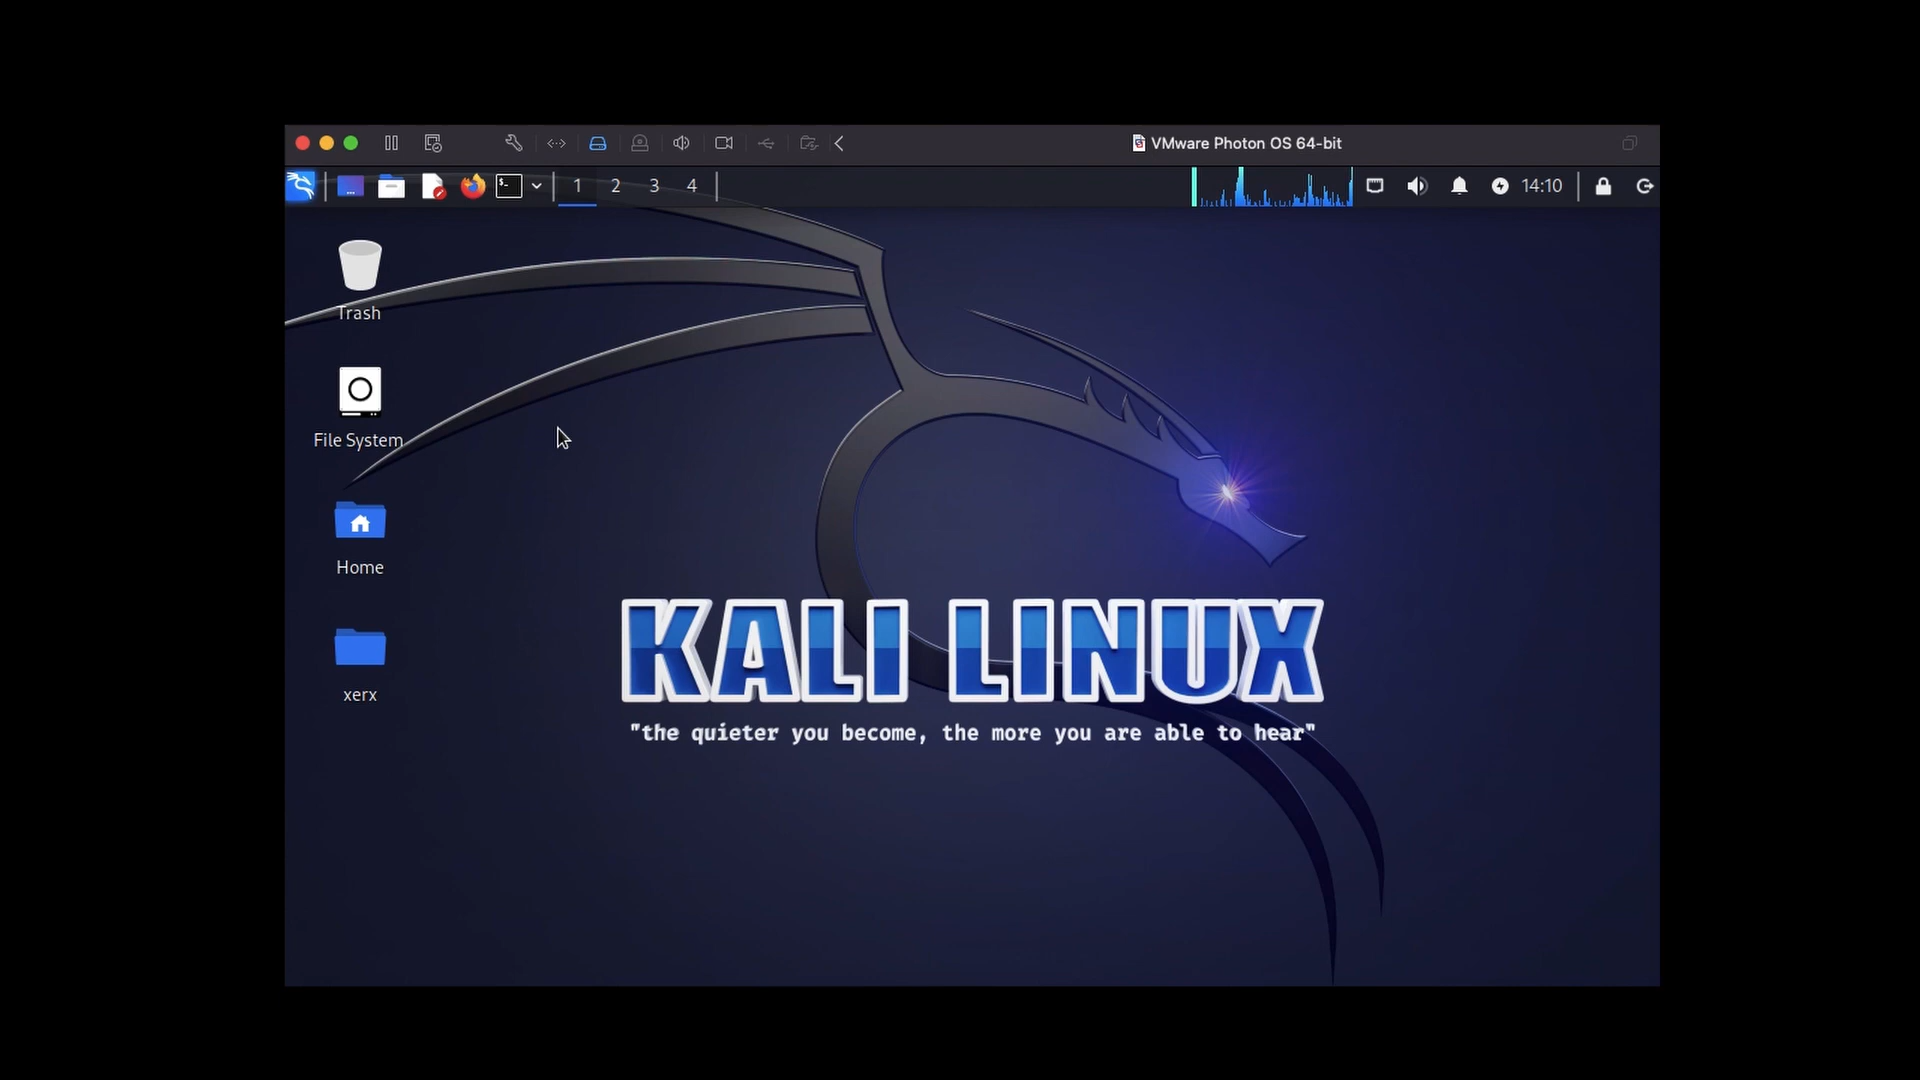 VMware Photon OS 64-bit
1 2 3 4
14:10
Trash
File System
Home
xerx
KALI LINUX
"the quieter you become, the more you are able to hear"